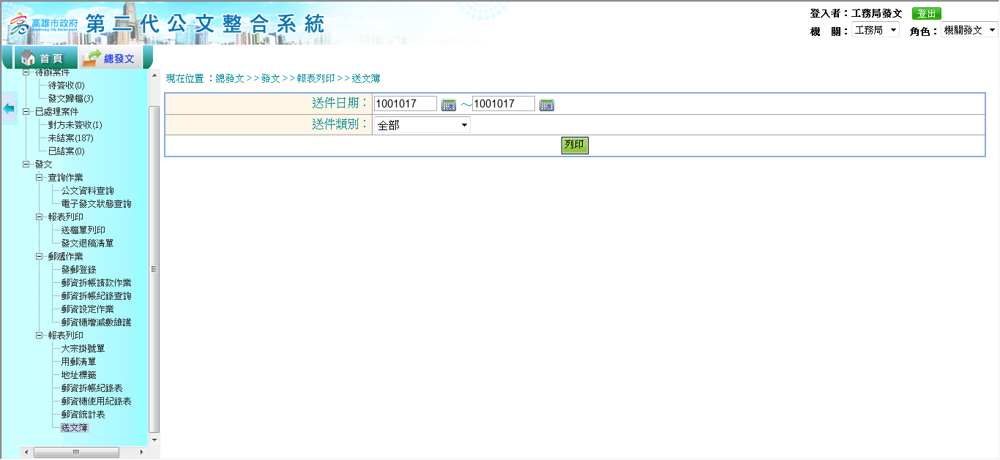 高雄市政府
Kaohsiung City Government
第二代公文整合系統
登入者：工務局發文 登出
機 關： 工務局 角色： 機關發文
首頁 總發文
現在位置 ：總發文>>發文>>報表列印>>送文簿
送件日期： 1001017 ～ 1001017
送件類別： 全部
列印
待辦案件
待簽收(0)
發文歸檔(3)
已處理案件
對方未簽收(1)
未結案(187)
已結案(0)
發文
查詢作業
公文資料查詢
電子發文狀態查詢
報表列印
送檔單列印
發文退稿清單
郵遞作業
發郵登錄
郵資拆帳請款作業
郵資拆帳紀錄查詢
郵資設定作業
郵資機增減數維護
報表列印
大宗掛號單
用郵清單
地址標籤
郵資拆帳紀錄表
郵資機使用紀錄表
郵資統計表
送文簿